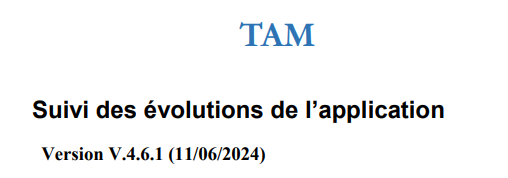 TAM
Suivi des évolutions de l’application
Version V.4.6.1 (11/06/2024)